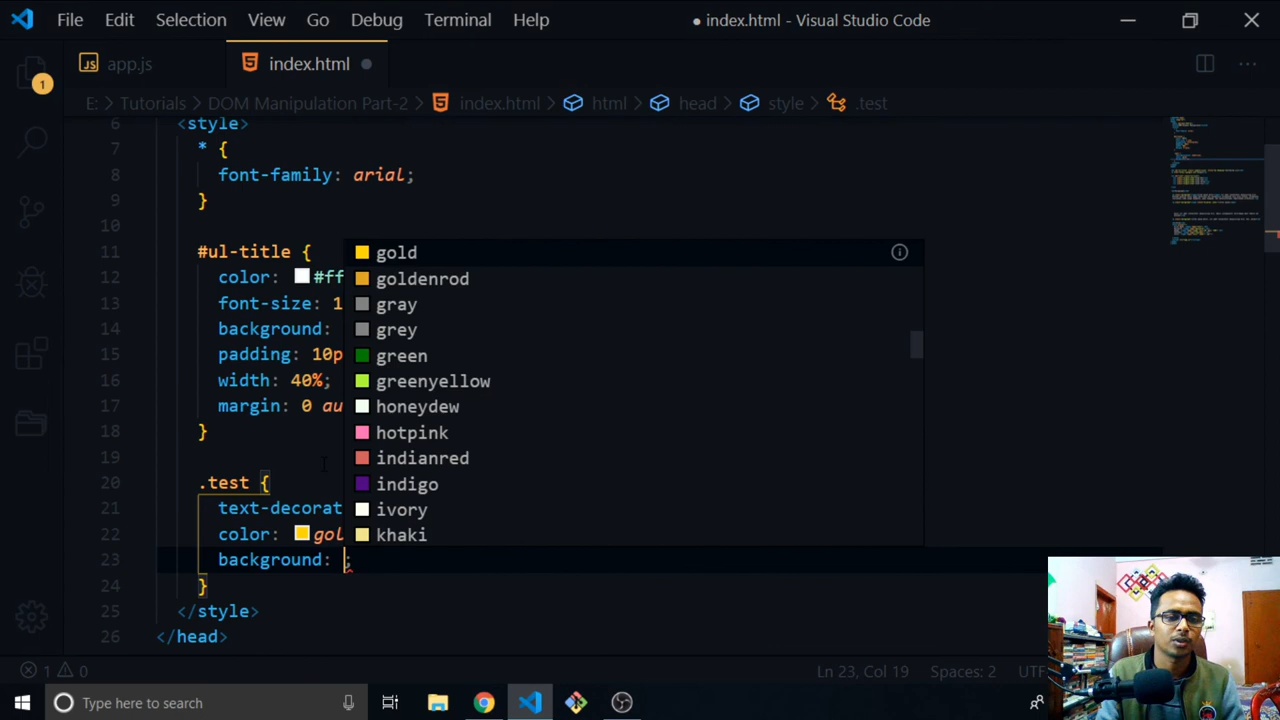 File Edit Selection View Go Debug Terminal Help ● index.html - Visual Studio Code
JS app.js index.html
1
E: > Tutorials > DOM Manipulation Part-2 > index.html > html > head > style > .test
6 <style>
7 * {
8 font-family: arial;
9 }
10
11 #ul-title {
12 color: #ff
13 font-size: 1
14 background:
15 padding: 10p
16 width: 40%;
17 margin: 0 au
18 }
19
20 .test {
21 text-decorat
22 color: gol
23 background: ;
24 }
25 </style>
26 </head>
gold
goldenrod
gray
grey
green
greenyellow
honeydew
hotpink
indianred
indigo
ivory
khaki
1 0 Ln 23, Col 19 Spaces: 2 UTF
Type here to search